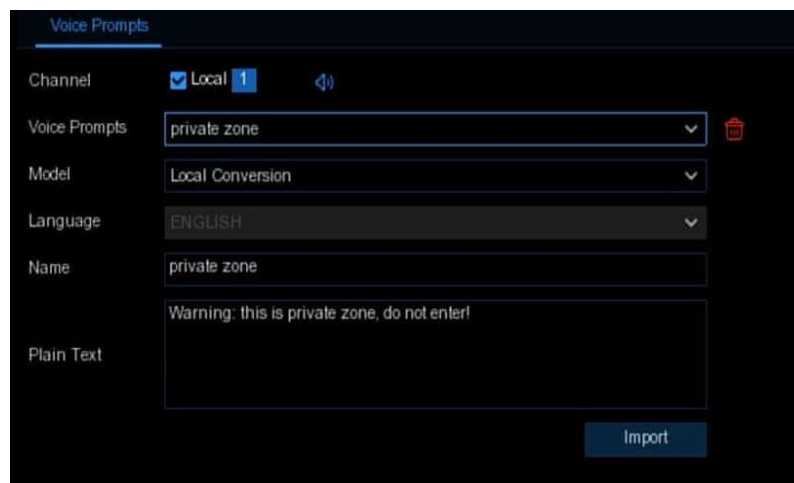 Voice Prompts
Channel Local 1
Voice Prompts private zone
Model Local Conversion
Language ENGLISH
Name private zone
Warning: this is private zone, do not enter!
Plain Text
Import